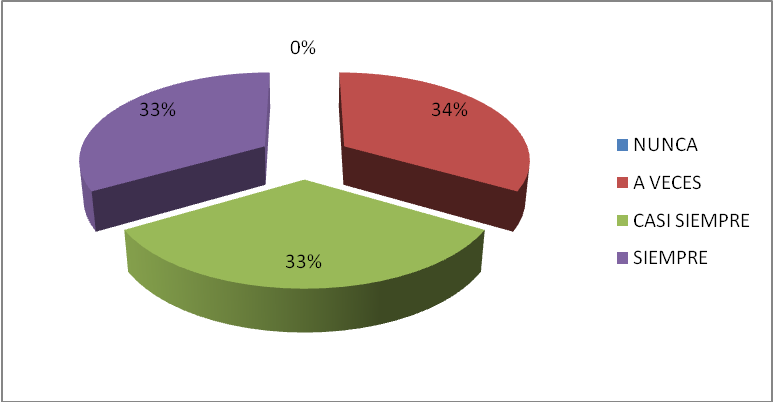 0%
33%
34%
33%
NUNCA
A VECES
CASI SIEMPRE
SIEMPRE